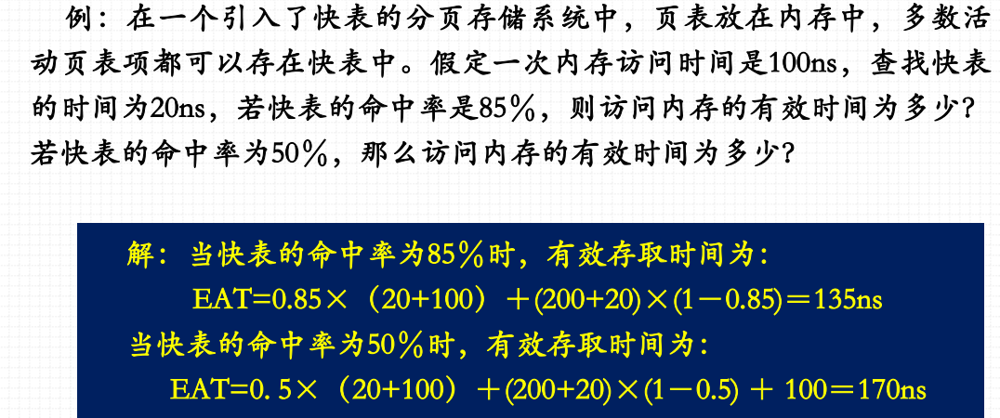 例：在一个引入了快表的分页存储系统中，页表放在内存中，多数活
动页表项都可以存在快表中。假定一次内存访问时间是100ns，查找快表
的时间为20ns，若快表的命中率是85%，则访问内存的有效时间为多少？
若快表的命中率为50%，那么访问内存的有效时间为多少？
解：当快表的命中率为85%时，有效存取时间为：
EAT=0.85×（20+100）＋(200+20)×(1－0.85)＝135ns
当快表的命中率为50%时，有效存取时间为：
EAT=0. 5×（20+100）＋(200+20)×(1－0.5) ＋ 100＝170ns